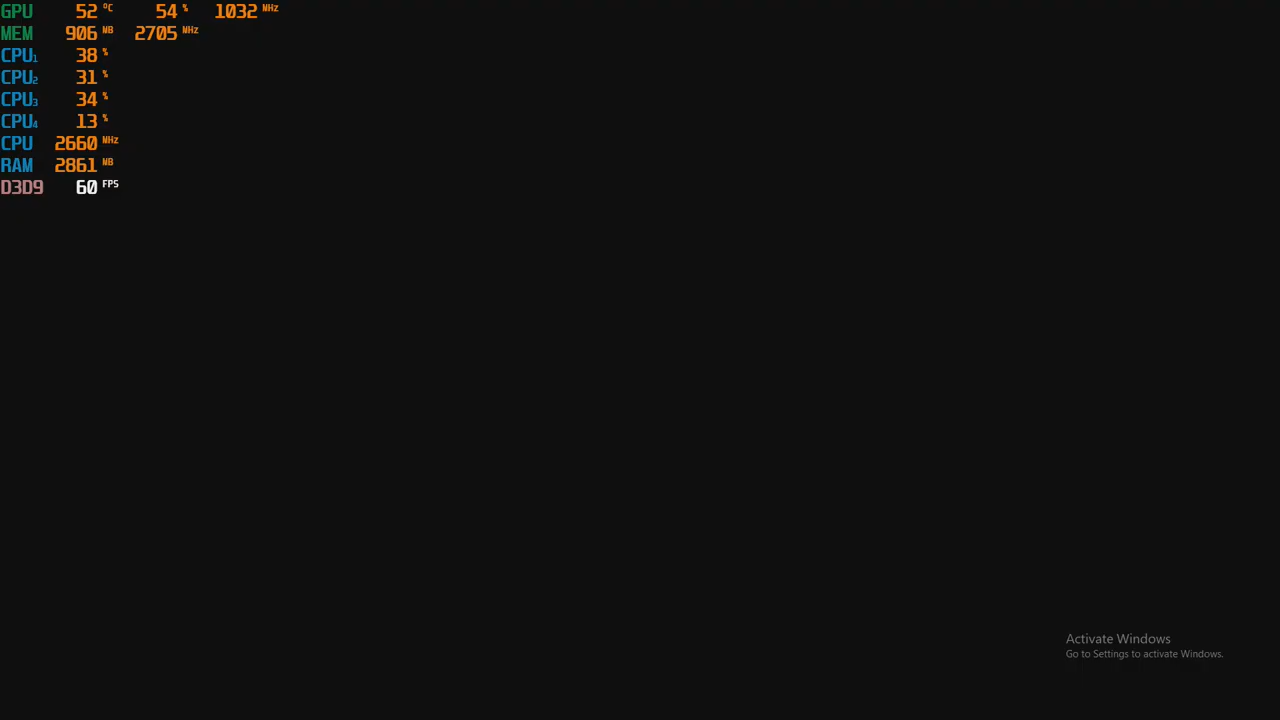 GPU 52 °C 54 % 1032 MHz
MEM 906 MB 2705 MHz
CPU1 38 %
CPU2 31 %
CPU3 34 %
CPU4 13 %
CPU 2660 MHz
RAM 2861 MB
D3D9 60 FPS
Activate Windows
Go to Settings to activate Windows.